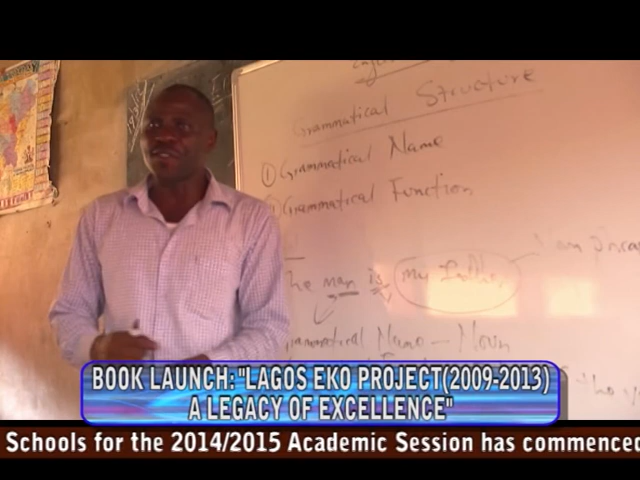 Grammatical Structure
① Grammatical Name
Grammatical Function
he man is my father
Grammatical Name – Noun
BOOK LAUNCH: "LAGOS EKO PROJECT(2009-2013)
A LEGACY OF EXCELLENCE"
Schools for the 2014/2015 Academic Session has commenced